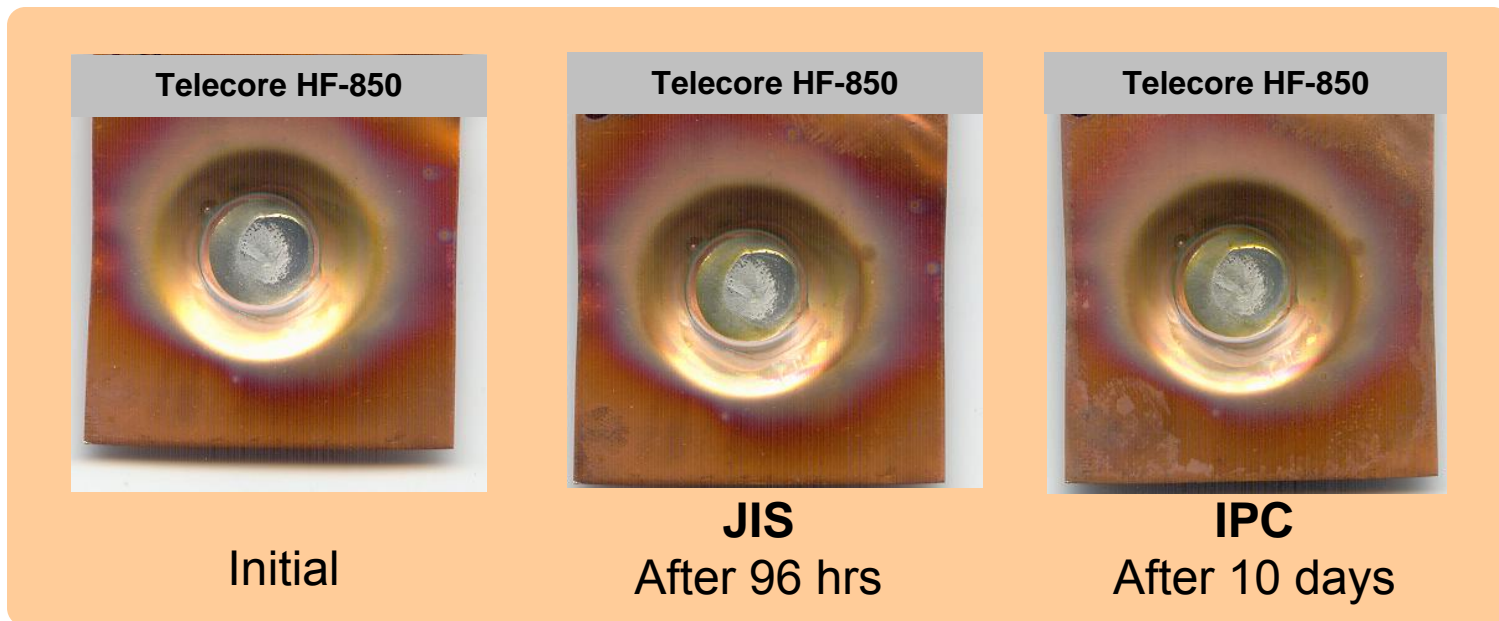 Telecore HF-850
Telecore HF-850
Telecore HF-850
Initial
JIS
After 96 hrs
IPC
After 10 days